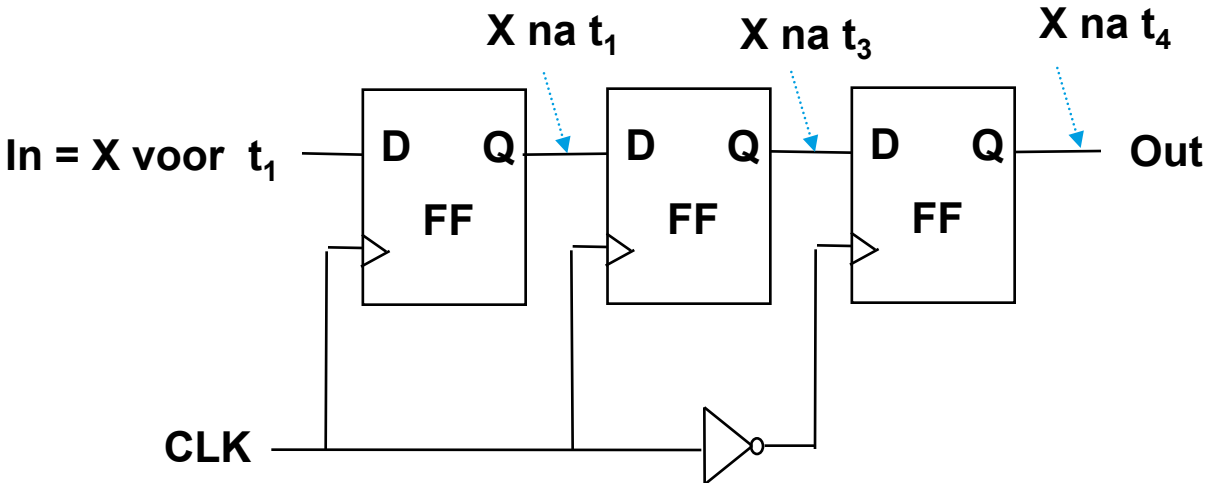 X na t₁
X na t₃
X na t₄
In = X voor t₁
D Q
FF
D Q
FF
D Q
FF
Out
CLK